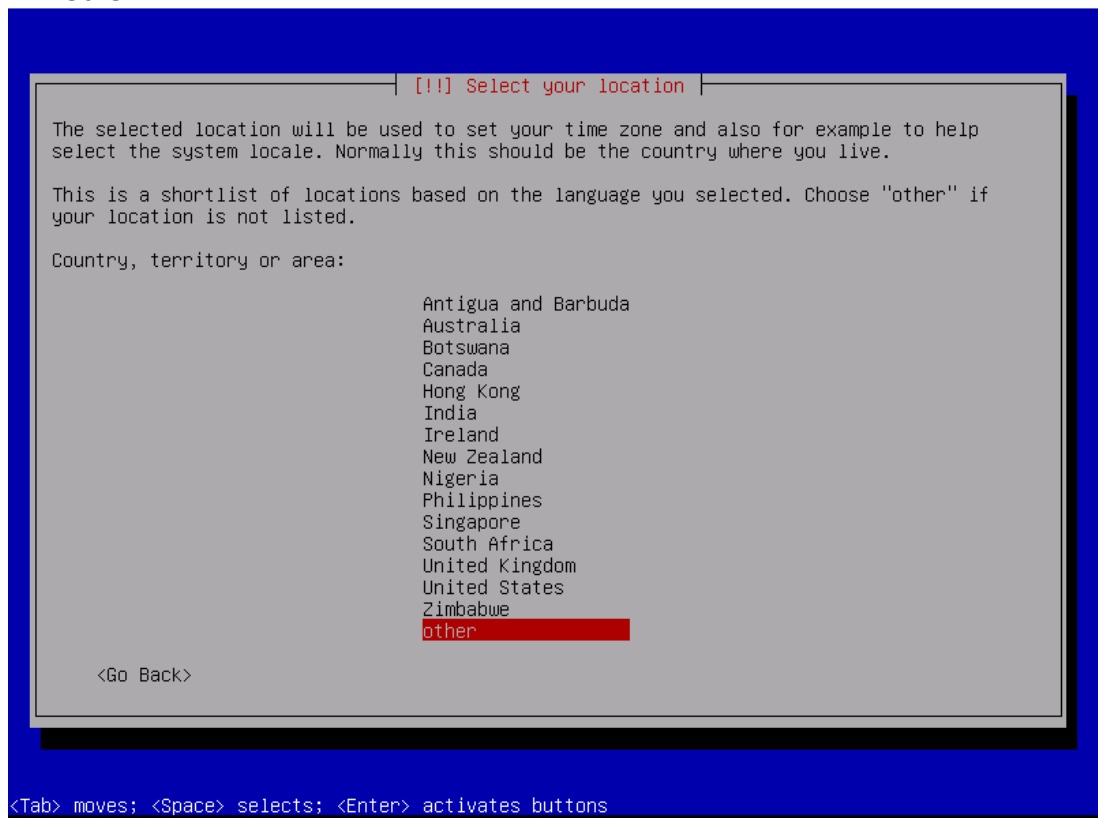 [!!] Select your location
The selected location will be used to set your time zone and also for example to help
select the system locale. Normally this should be the country where you live.
This is a shortlist of locations based on the language you selected. Choose "other" if
your location is not listed.
Country, territory or area:
Antigua and Barbuda
Australia
Botswana
Canada
Hong Kong
India
Ireland
New Zealand
Nigeria
Philippines
Singapore
South Africa
United Kingdom
United States
Zimbabwe
other
<Go Back>
<Tab> moves; <Space> selects; <Enter> activates buttons